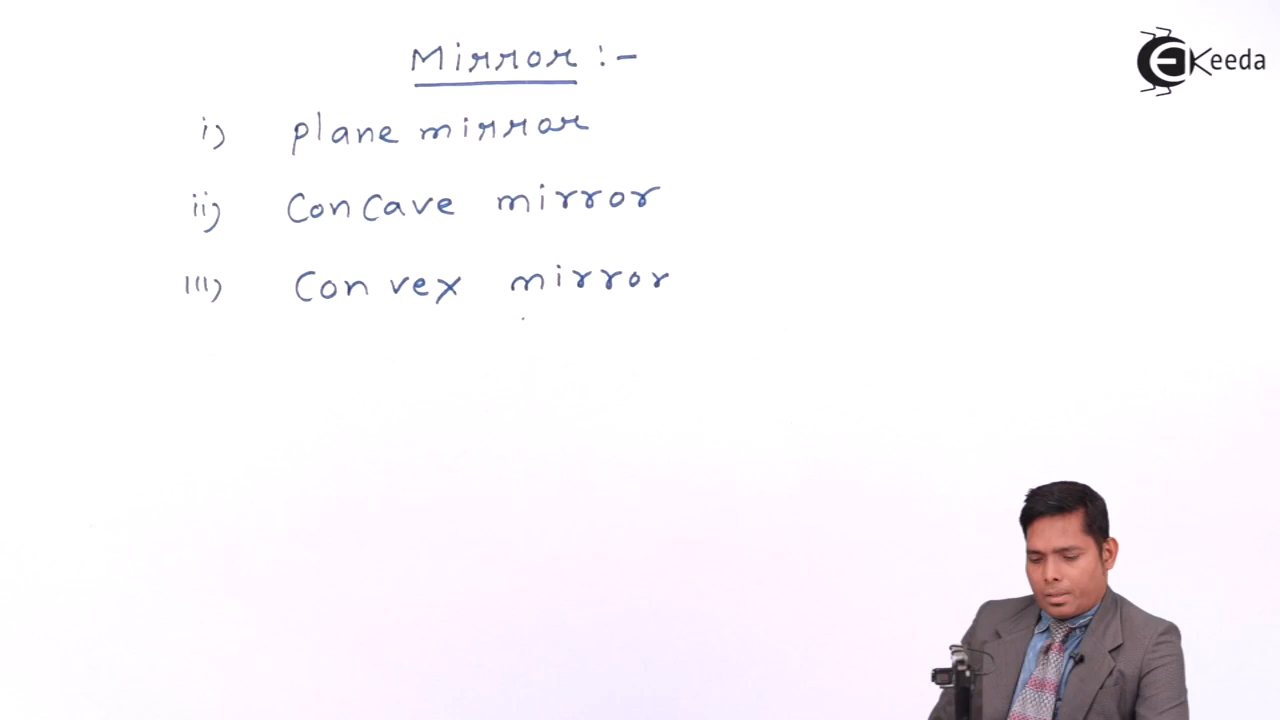 Mirror :-
EKeeda
i) plane mirror
ii) Concave mirror
iii) Convex mirror